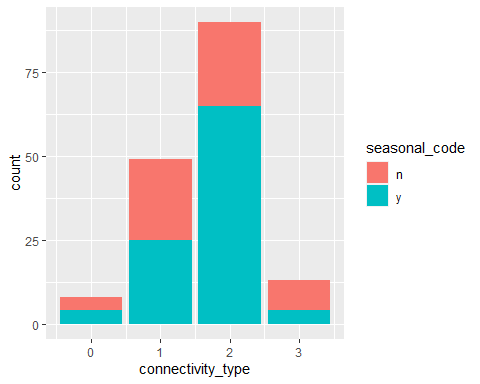 75
50
25
0
count
0 1 2 3
connectivity_type
seasonal_code
n
y